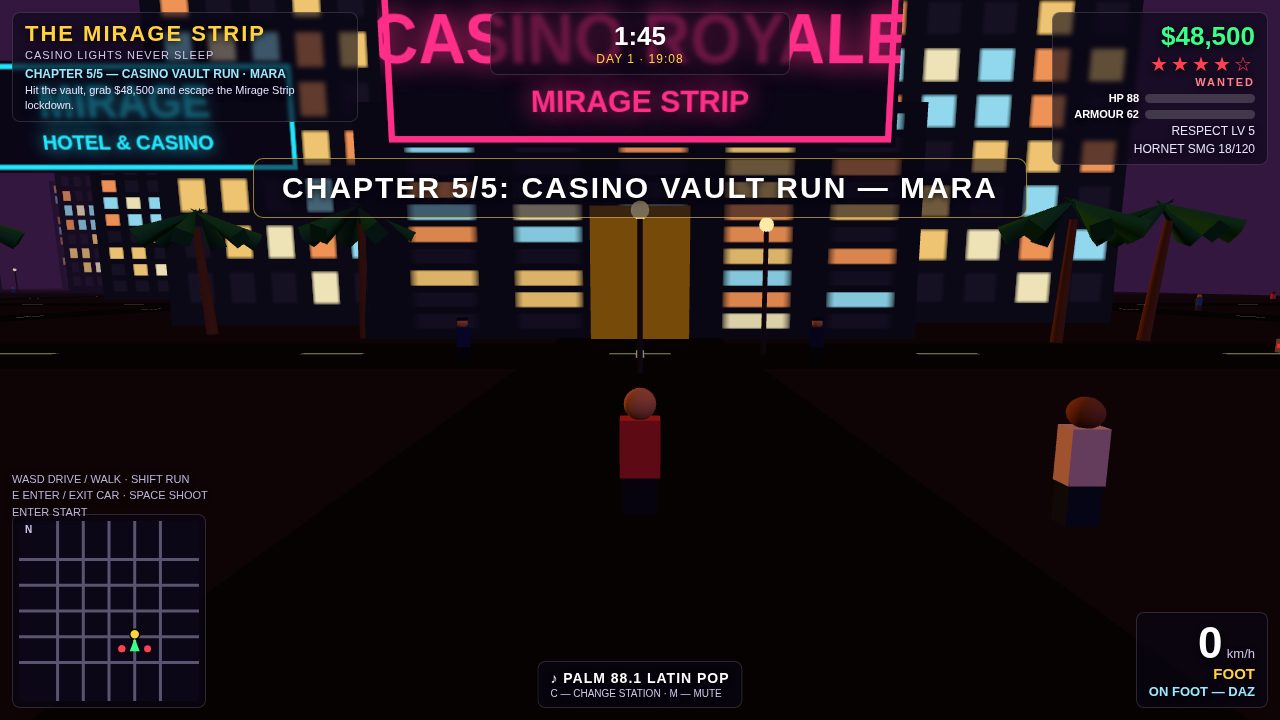 THE MIRAGE STRIP
CASINO LIGHTS NEVER SLEEP
CHAPTER 5/5 — CASINO VAULT RUN · MARA
Hit the vault, grab $48,500 and escape the Mirage Strip
lockdown.
MIRAGE
HOTEL & CASINO
CASINO ROYALE
MIRAGE STRIP
1:45
DAY 1 · 19:08
$48,500
★★★★☆
WANTED
HP 88
ARMOUR 62
RESPECT LV 5
HORNET SMG 18/120
CHAPTER 5/5: CASINO VAULT RUN — MARA
WASD DRIVE / WALK · SHIFT RUN
E ENTER / EXIT CAR · SPACE SHOOT
ENTER START
N
♪ PALM 88.1 LATIN POP
C — CHANGE STATION · M — MUTE
0 km/h
FOOT
ON FOOT — DAZ